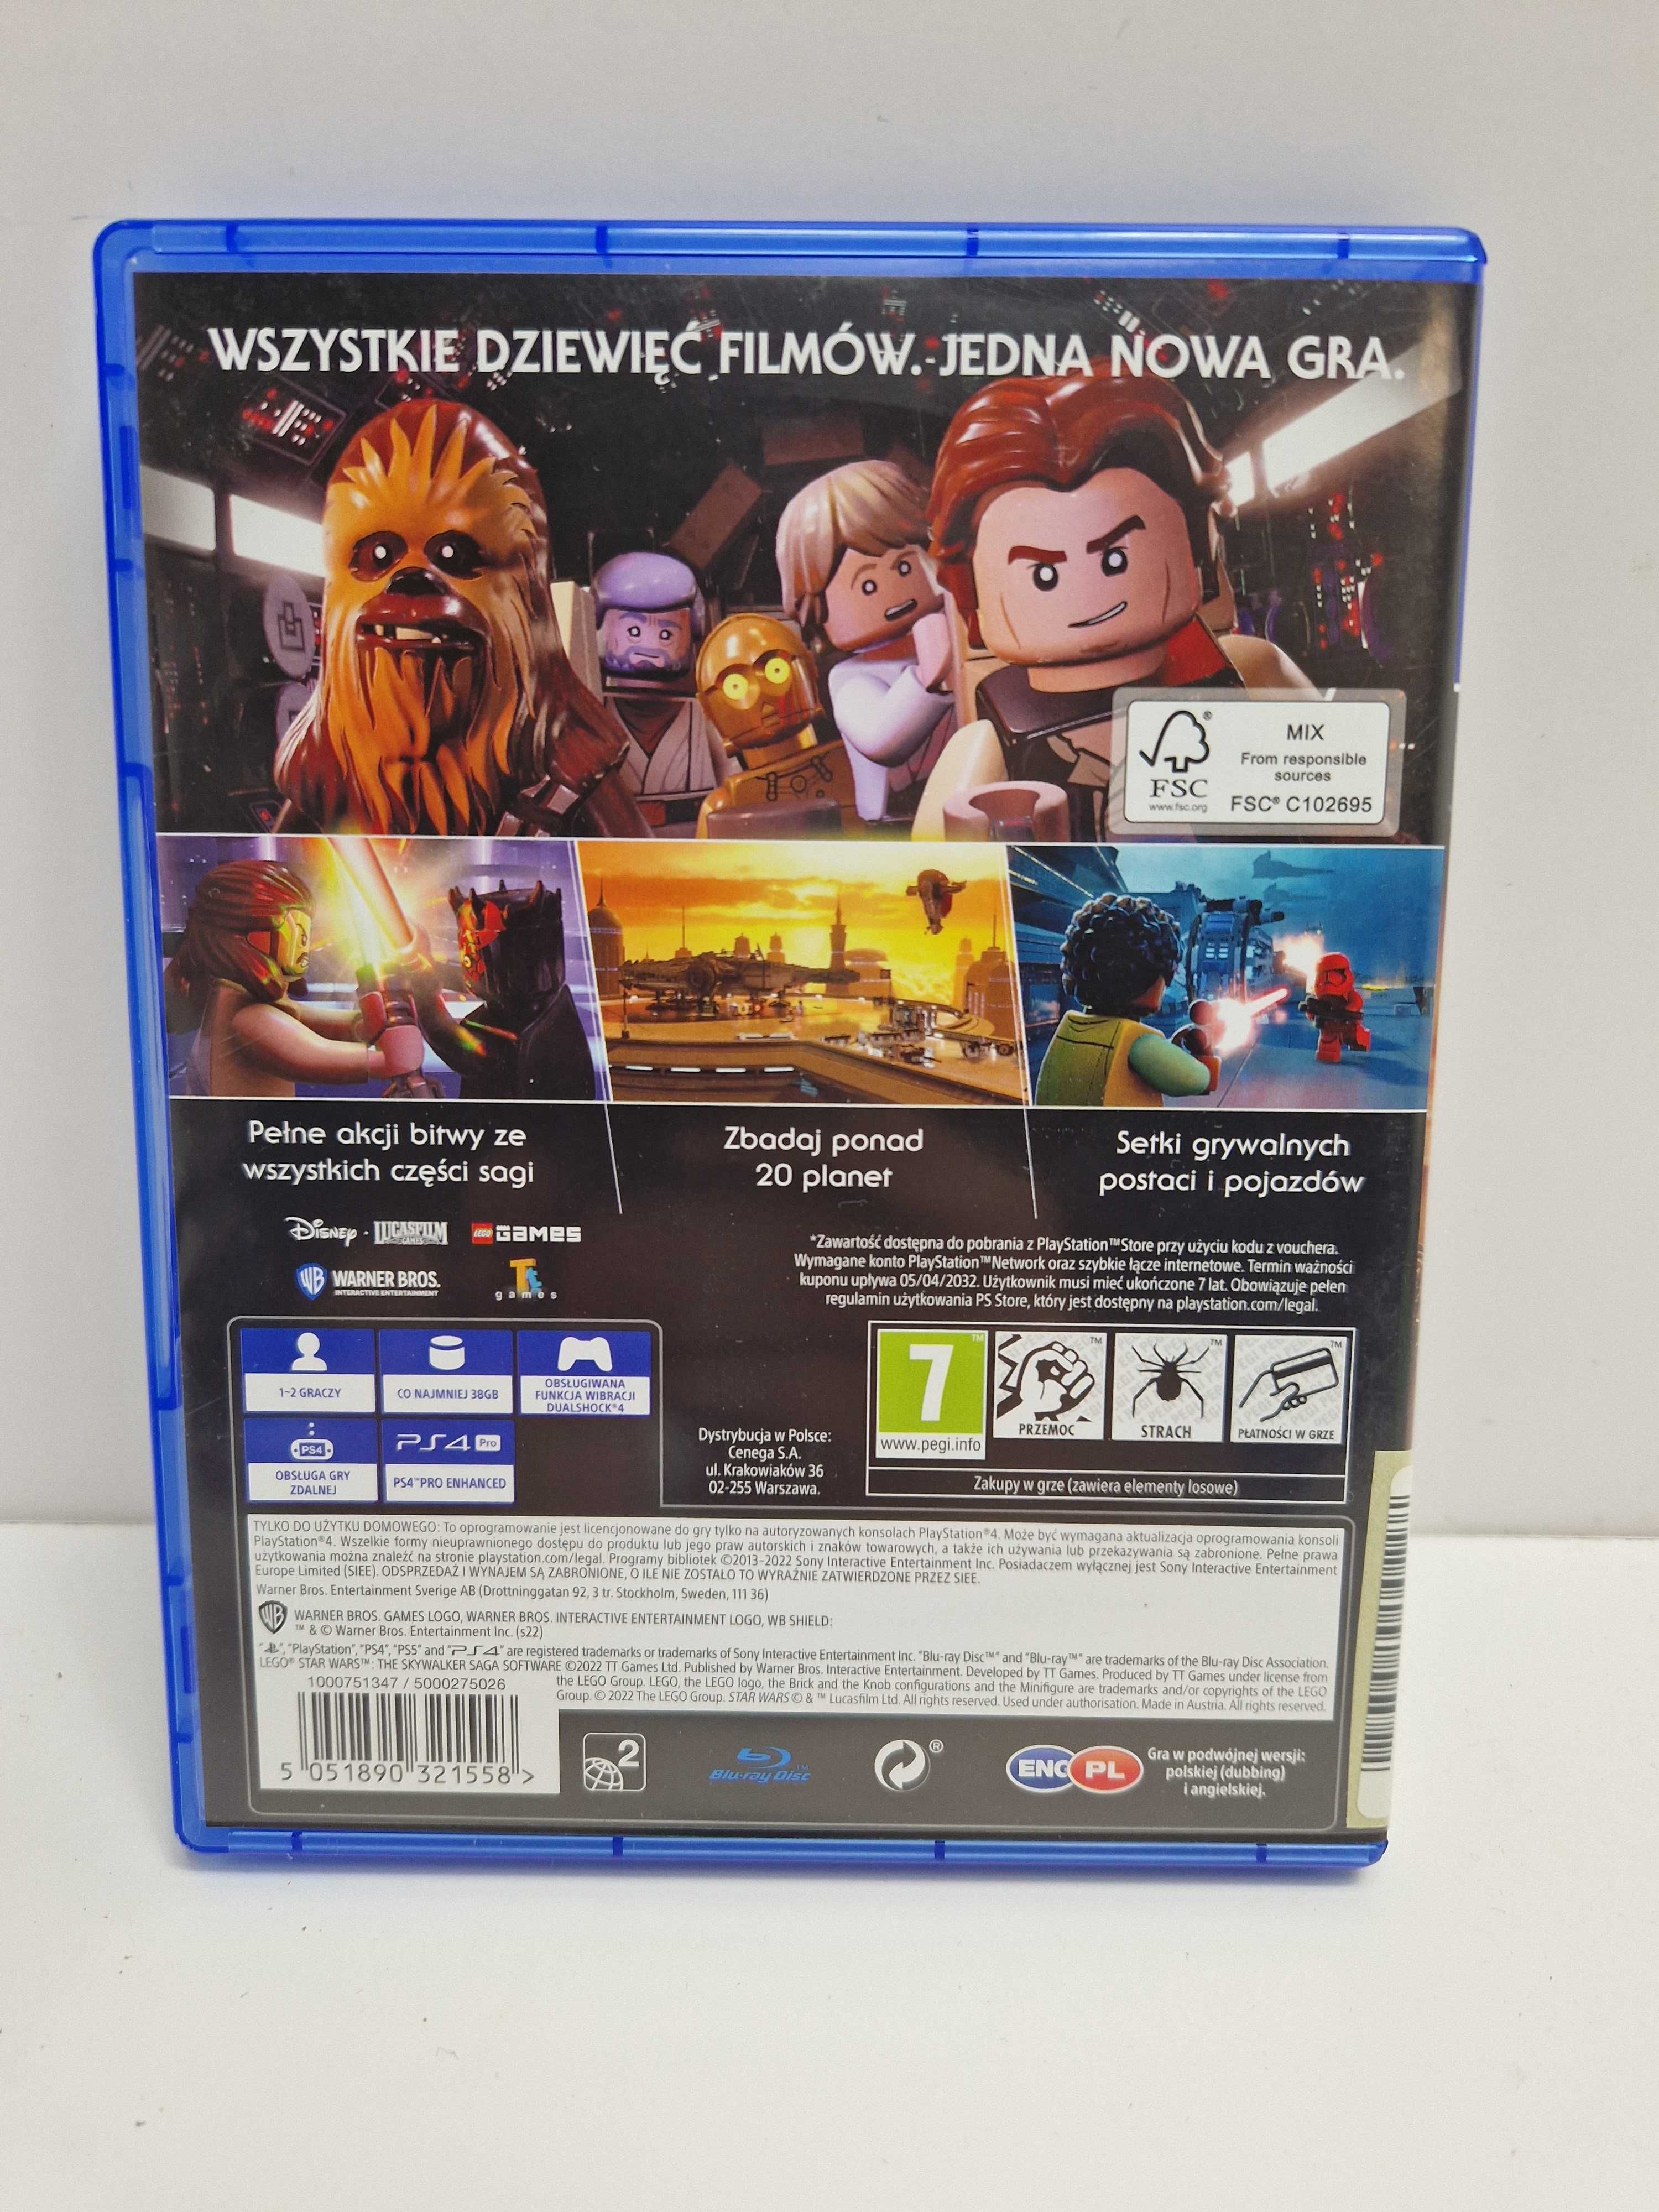 WSZYSTKIE DZIEWIĘĆ FILMÓW. JEDNA NOWA GRA.
FSC
www.fsc.org
MIX
From responsible
sources
FSC® C102695
Pełne akcji bitwy ze
wszystkich części sagi
Zbadaj ponad
20 planet
Setki grywalnych
postaci i pojazdów
Disney · LUCASFILM GAMES
LEGO GAMES
WB WARNER BROS.
INTERACTIVE ENTERTAINMENT
games
*Zawartość dostępna do pobrania z PlayStation™Store przy użyciu kodu z vouchera.
Wymagane konto PlayStation™Network oraz szybkie łącze internetowe. Termin ważności
kuponu upływa 05/04/2032. Użytkownik musi mieć ukończone 7 lat. Obowiązuje pełen
regulamin użytkowania PS Store, który jest dostępny na playstation.com/legal.
1-2 GRACZY
CO NAJMNIEJ 38GB
OBSŁUGIWANA
FUNKCJA WIBRACJI
DUALSHOCK®4
PS4
OBSŁUGA GRY
ZDALNEJ
PS4 Pro
PS4™PRO ENHANCED
Dystrybucja w Polsce:
Cenega S.A.
ul. Krakowiaków 36
02-255 Warszawa.
7
www.pegi.info
PRZEMOC
STRACH
PŁATNOŚCI W GRZE
Zakupy w grze (zawiera elementy losowe)
TYLKO DO UŻYTKU DOMOWEGO: To oprogramowanie jest licencjonowane do gry tylko na autoryzowanych konsolach PlayStation®4. Może być wymagana aktualizacja oprogramowania konsoli
PlayStation®4. Wszelkie formy nieuprawnionego dostępu do produktu lub jego praw autorskich i znaków towarowych, a także ich używania lub przekazywania są zabronione. Pełne prawa
użytkowania można znaleźć na stronie playstation.com/legal. Programy bibliotek ©2013-2022 Sony Interactive Entertainment Inc. Posiadaczem wyłącznej jest Sony Interactive Entertainment
Europe Limited (SIEE). ODSPRZEDAŻ I WYNAJEM SĄ ZABRONIONE, O ILE NIE ZOSTAŁO TO WYRAŹNIE ZATWIERDZONE PRZEZ SIEE.
Warner Bros. Entertainment Sverige AB (Drottninggatan 92, 3 tr. Stockholm, Sweden, 111 36)
WARNER BROS. GAMES LOGO, WARNER BROS. INTERACTIVE ENTERTAINMENT LOGO, WB SHIELD:
™ & © Warner Bros. Entertainment Inc. (s22)
"PlayStation", "PS4", "PS5" and "PS4" are registered trademarks or trademarks of Sony Interactive Entertainment Inc. "Blu-ray Disc™" and "Blu-ray™" are trademarks of the Blu-ray Disc Association.
LEGO® STAR WARS™: THE SKYWALKER SAGA SOFTWARE ©2022 TT Games Ltd. Published by Warner Bros. Interactive Entertainment. Developed by TT Games. Produced by TT Games under license from
the LEGO Group. LEGO, the LEGO logo, the Brick and the Knob configurations and the Minifigure are trademarks and/or copyrights of the LEGO
Group. © 2022 The LEGO Group. STAR WARS © & ™ Lucasfilm Ltd. All rights reserved. Used under authorisation. Made in Austria. All rights reserved.
1000751347 / 5000275026
5 051890 321558 >
2
Blu-ray Disc
ENG PL
Gra w podwójnej wersji:
polskiej (dubbing)
i angielskiej.